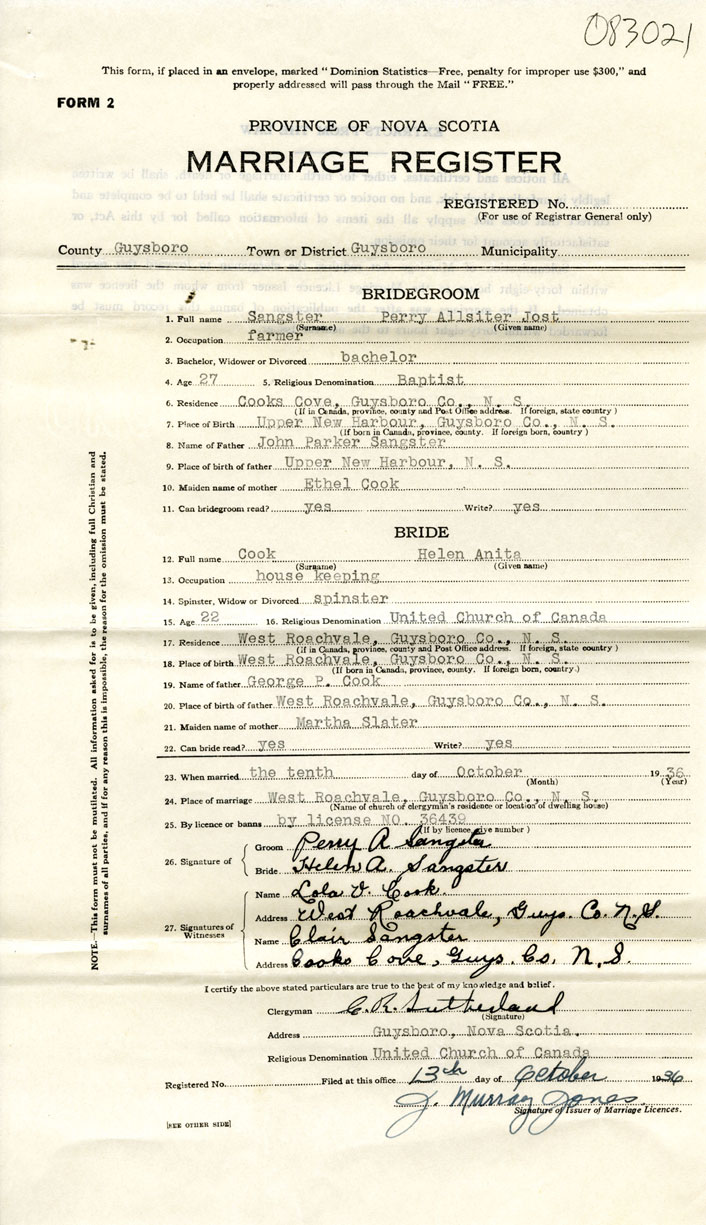 083021
This form, if placed in an envelope, marked "Dominion Statistics—Free, penalty for improper use $300," and
properly addressed will pass through the Mail "FREE."
FORM 2
PROVINCE OF NOVA SCOTIA
MARRIAGE REGISTER
REGISTERED No.
(For use of Registrar General only)
County Guysboro Town or District Guysboro Municipality
BRIDEGROOM
1. Full name Sangster Perry Allsiter Jost
(Surname) (Given name)
2. Occupation farmer
3. Bachelor, Widower or Divorced bachelor
4. Age 27 5. Religious Denomination Baptist
6. Residence Cooks Cove, Guysboro Co., N. S.
(If in Canada, province, county and Post Office address. If foreign, state country)
7. Place of Birth Upper New Harbour, Guysboro Co., N. S.
(If born in Canada, province, county. If foreign born, country)
8. Name of Father John Parker Sangster
9. Place of birth of father Upper New Harbour, N. S.
10. Maiden name of mother Ethel Cook
11. Can bridegroom read? yes Write? yes
BRIDE
12. Full name Cook Helen Anita
(Surname) (Given name)
13. Occupation house keeping
14. Spinster, Widow or Divorced spinster
15. Age 22 16. Religious Denomination United Church of Canada
17. Residence West Roachvale, Guysboro Co., N. S.
(if in Canada, province, county and Post Office address. If foreign, state country)
18. Place of birth West Roachvale, Guysboro Co., N. S.
(If born in Canada, province, county. If foreign born, country.)
19. Name of father George P. Cook
20. Place of birth of father West Roachvale, Guysboro Co., N. S.
21. Maiden name of mother Martha Slater
22. Can bride read? yes Write? yes
23. When married the tenth day of October 1936
(Month) (Year)
24. Place of marriage West Roachvale, Guysboro Co., N. S.
(Name of church of clergyman's residence or location of dwelling house)
25. By licence or banns by license NO. 36439
(If by licence, give number)
26. Signature of
Groom Perry A Sangster
Bride Helen A. Sangster
27. Signatures of Witnesses
Name Lola V. Cook.
Address West Roachvale, Guys. Co. N.S.
Name Clair Sangster
Address Cooks Cove, Guys. Co. N.S.
I certify the above stated particulars are true to the best of my knowledge and belief.
Clergyman C.R. Sutherland
(Signature)
Address Guysboro, Nova Scotia.
Religious Denomination United Church of Canada
Registered No. Filed at this office 13th day of October 1936
J. Murray Jones
Signature of Issuer of Marriage Licences.
[SEE OTHER SIDE]
NOTE.—This form must not be mutilated. All information asked for is to be given, including full Christian and
surnames of all parties, and if for any reason this is impossible, the reason for the omission must be stated.